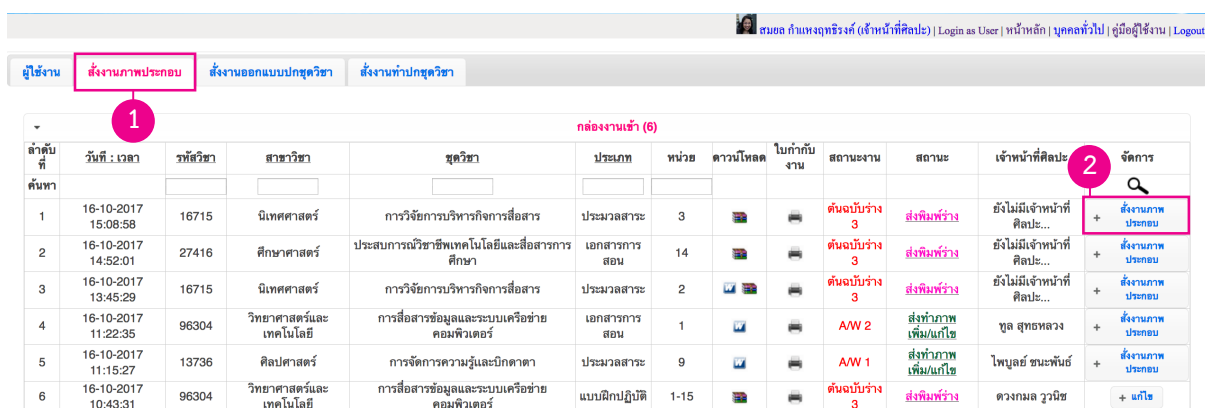 สมยล กำแหงฤทธิรงค์ (เจ้าหน้าที่ศิลปะ) | Login as User | หน้าหลัก | บุคคลทั่วไป | คู่มือผู้ใช้งาน | Logout
ผู้ใช้งาน สั่งงานภาพประกอบ สั่งงานออกแบบปกชุดวิชา สั่งงานทำปกชุดวิชา
1
กล่องงานเข้า (6)
ลำดับที่ วันที่ : เวลา รหัสวิชา สาขาวิชา ชุดวิชา ประเภท หน่วย ดาวน์โหลด ใบกำกับงาน สถานะงาน สถานะ เจ้าหน้าที่ศิลปะ 2 จัดการ
ค้นหา
1 16-10-2017 15:08:58 16715 นิเทศศาสตร์ การวิจัยการบริหารกิจการสื่อสาร ประมวลสาระ 3 ต้นฉบับร่าง 3 ส่งพิมพ์ร่าง ยังไม่มีเจ้าหน้าที่ศิลปะ... + สั่งงานภาพประกอบ
2 16-10-2017 14:52:01 27416 ศึกษาศาสตร์ ประสบการณ์วิชาชีพเทคโนโลยีและสื่อสารการศึกษา เอกสารการสอน 14 ต้นฉบับร่าง 3 ส่งพิมพ์ร่าง ยังไม่มีเจ้าหน้าที่ศิลปะ... + สั่งงานภาพประกอบ
3 16-10-2017 13:45:29 16715 นิเทศศาสตร์ การวิจัยการบริหารกิจการสื่อสาร ประมวลสาระ 2 ต้นฉบับร่าง 3 ส่งพิมพ์ร่าง ยังไม่มีเจ้าหน้าที่ศิลปะ... + สั่งงานภาพประกอบ
4 16-10-2017 11:22:35 96304 วิทยาศาสตร์และเทคโนโลยี การสื่อสารข้อมูลและระบบเครือข่ายคอมพิวเตอร์ เอกสารการสอน 1 A/W 2 ส่งทำภาพเพิ่ม/แก้ไข ทูล สุทธหลวง + สั่งงานภาพประกอบ
5 16-10-2017 11:15:27 13736 ศิลปศาสตร์ การจัดการความรู้และบิกดาตา ประมวลสาระ 9 A/W 1 ส่งทำภาพเพิ่ม/แก้ไข ไพบูลย์ ชนะพันธ์ + สั่งงานภาพประกอบ
6 16-10-2017 10:43:31 96304 วิทยาศาสตร์และเทคโนโลยี การสื่อสารข้อมูลและระบบเครือข่ายคอมพิวเตอร์ แบบฝึกปฏิบัติ 1-15 ต้นฉบับร่าง 3 ส่งพิมพ์ร่าง ดวงกมล วูวนิช + แก้ไข